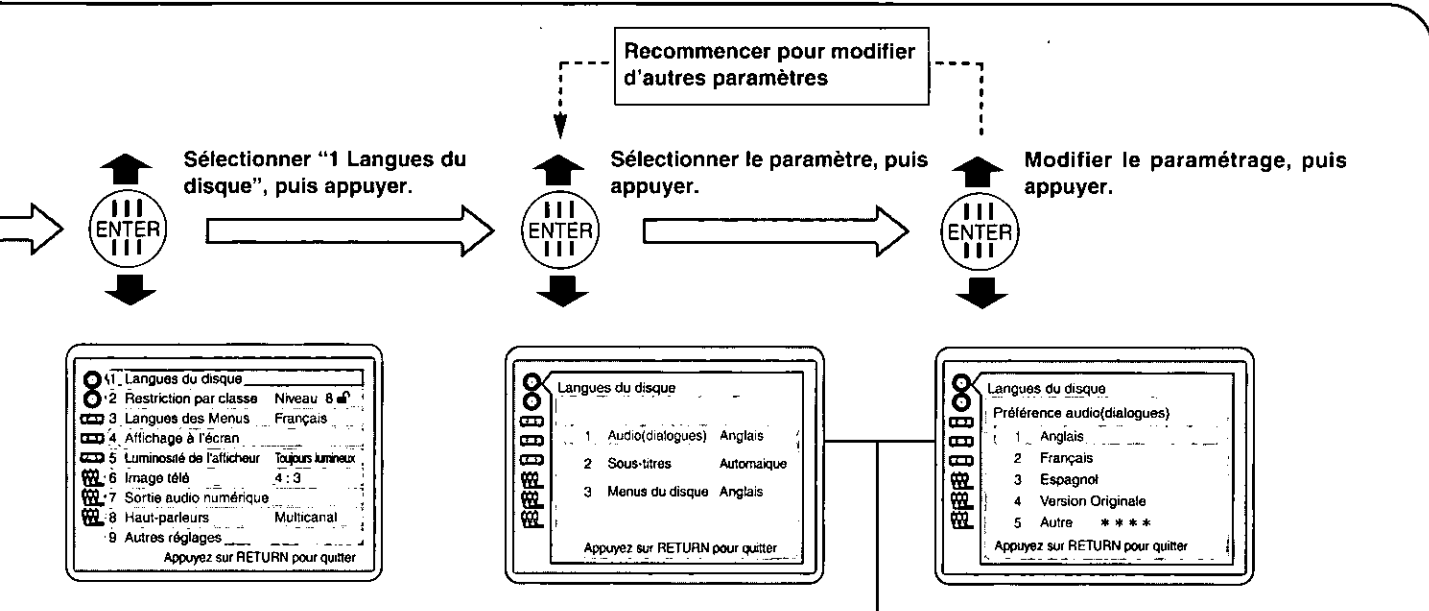 Recommencer pour modifier
d'autres paramètres
Sélectionner “1 Langues du
disque”, puis appuyer.
Sélectionner le paramètre, puis
appuyer.
Modifier le paramétrage, puis
appuyer.
ENTER
ENTER
ENTER
1 Langues du disque
2 Restriction par classe Niveau 8
3 Langues des Menus Français
4 Affichage à l'écran
5 Luminosité de l'afficheur Toujours lumineux
6 Image télé 4 : 3
7 Sortie audio numérique
8 Haut-parleurs Multicanal
9 Autres réglages
Appuyez sur RETURN pour quitter
Langues du disque
1 Audio(dialogues) Anglais
2 Sous-titres Automaique
3 Menus du disque Anglais
Appuyez sur RETURN pour quitter
Langues du disque
Préférence audio(dialogues)
1 Anglais
2 Français
3 Espagnol
4 Version Originale
5 Autre ****
Appuyez sur RETURN pour quitter